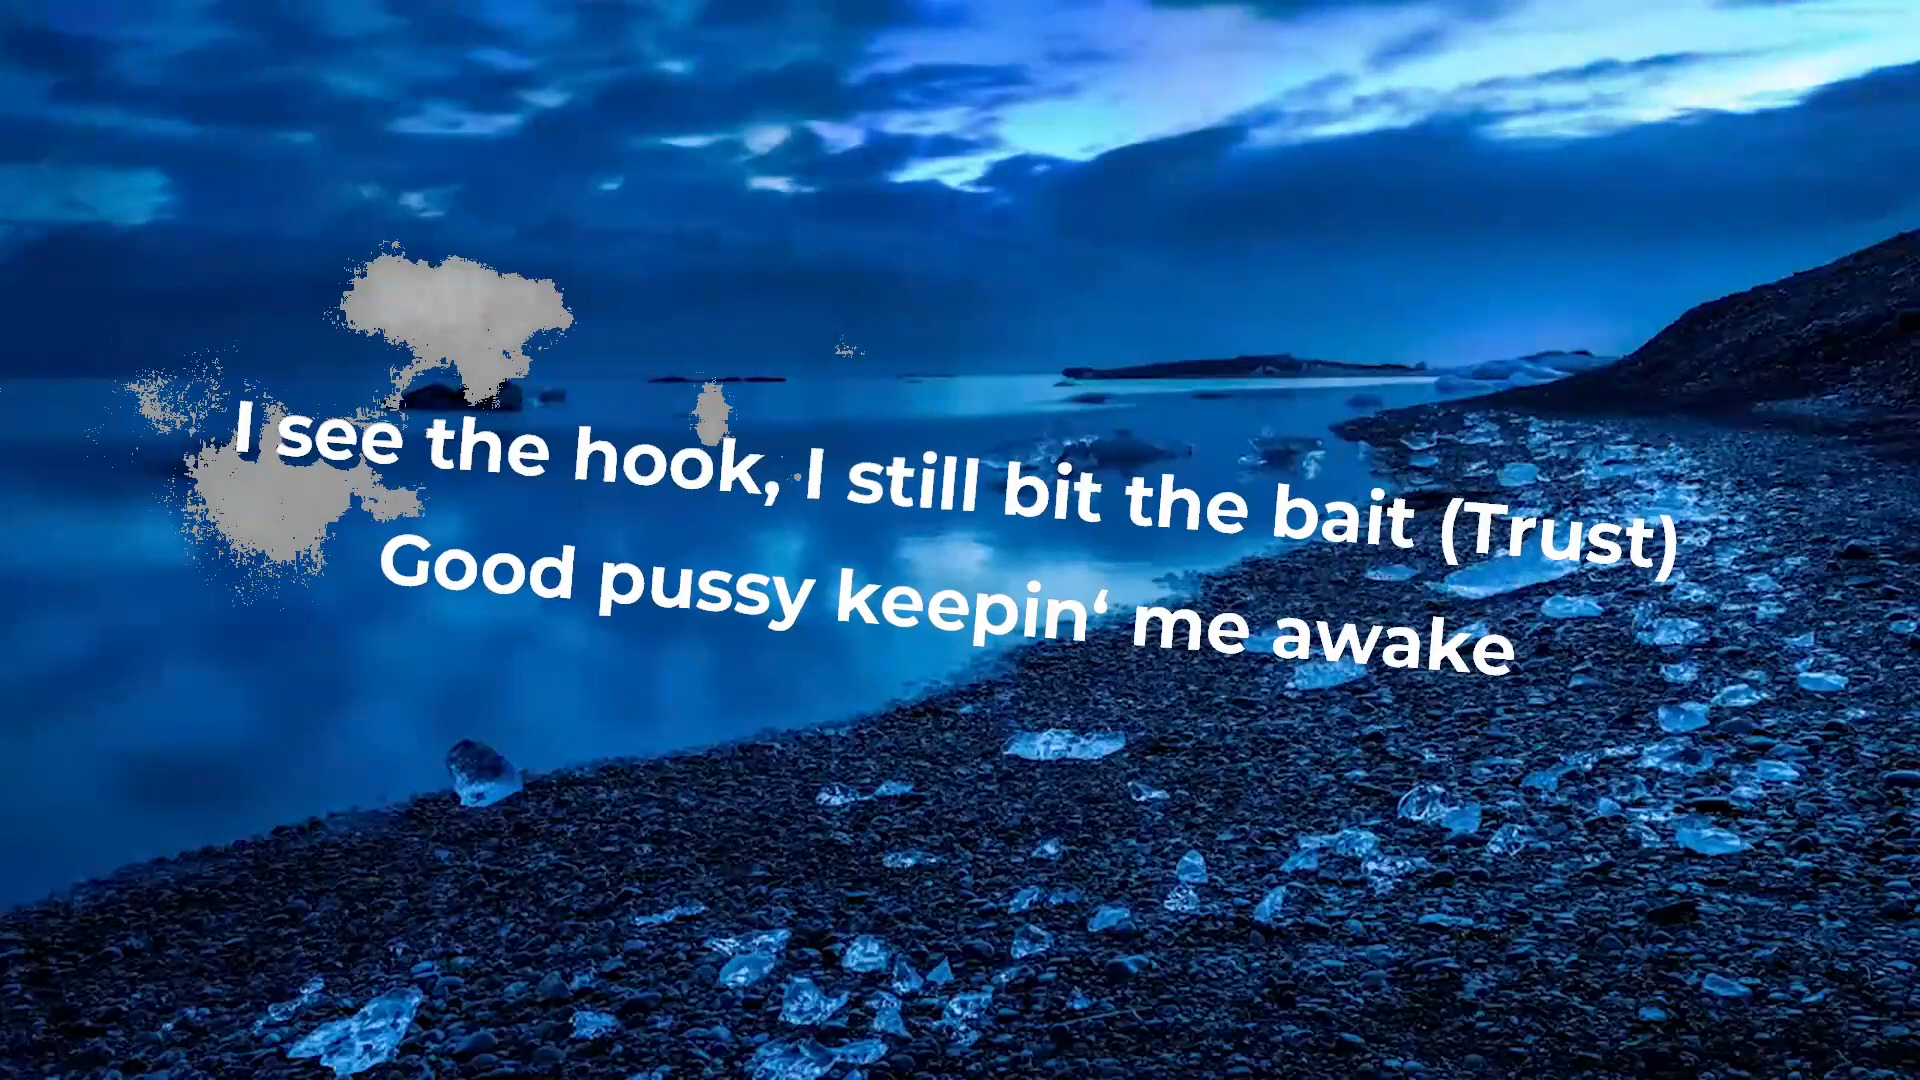 I see the hook, I still bit the bait (Trust)
Good pussy keepin‘ me awake